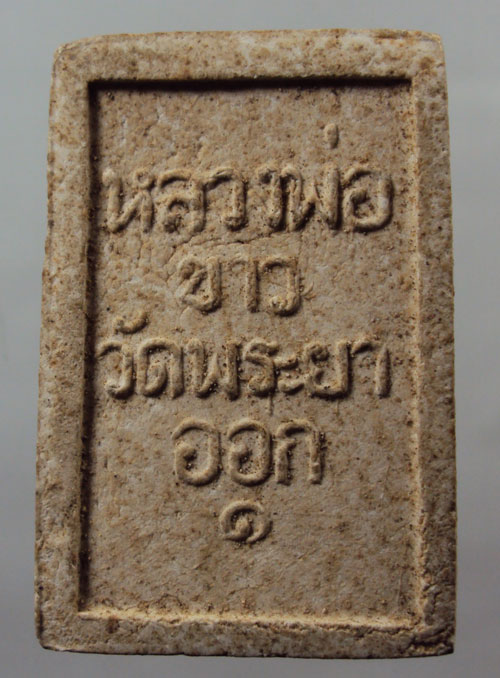 หลวงพ่อ
ขาว
วัดพระยา
ออก
๑